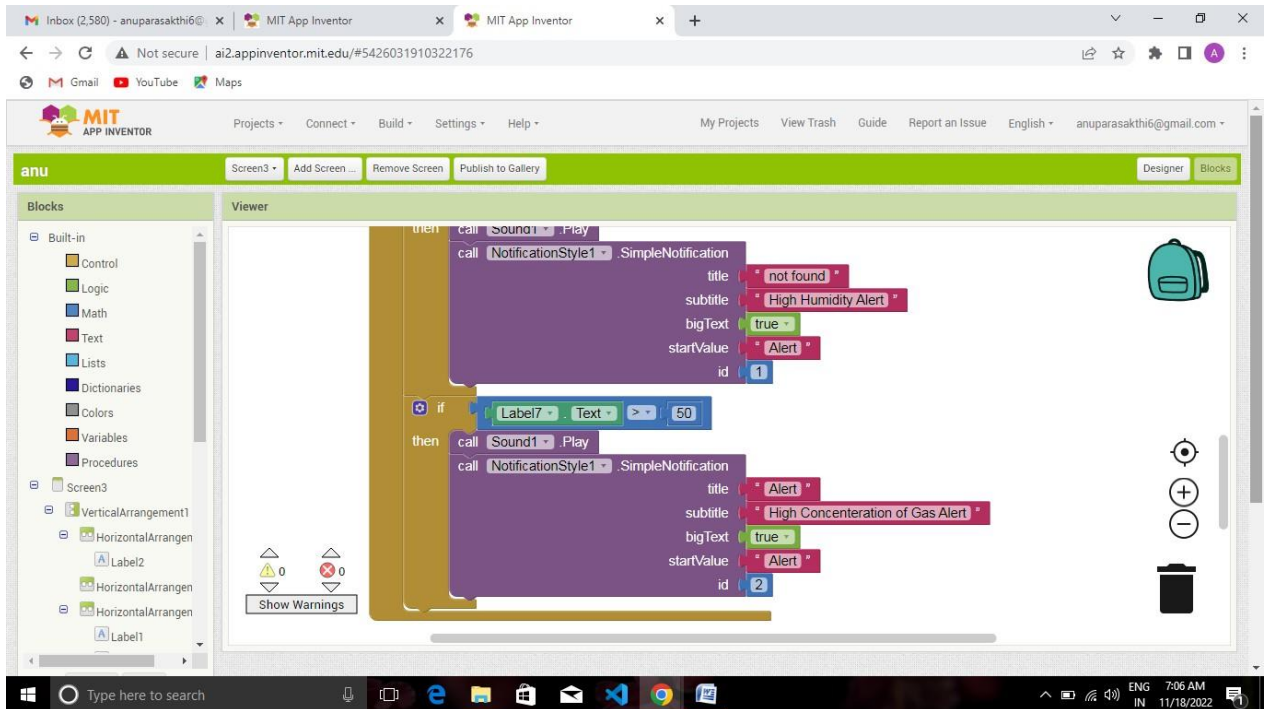 Inbox (2,580) - anuparasakthi6@
MIT App Inventor
MIT App Inventor
Not secure | ai2.appinventor.mit.edu/#5426031910322176
A
Gmail YouTube Maps
MIT
APP INVENTOR
Projects Connect Build Settings Help My Projects View Trash Guide Report an Issue English anuparasakthi6@gmail.com
anu Screen3 Add Screen ... Remove Screen Publish to Gallery Designer Blocks
Blocks Viewer
Built-in
Control
Logic
Math
Text
Lists
Dictionaries
Colors
Variables
Procedures
Screen3
VerticalArrangement1
HorizontalArrangen
A Label2
HorizontalArrangen
HorizontalArrangen
A Label1
then call Sound1 .Play
call NotificationStyle1 .SimpleNotification
title " not found "
subtitle " High Humidity Alert "
bigText true
startValue " Alert "
id 1
if Label7 . Text > 50
then call Sound1 .Play
call NotificationStyle1 .SimpleNotification
title " Alert "
subtitle " High Concenteration of Gas Alert "
bigText true
startValue " Alert "
id 2
0 0
Show Warnings
Type here to search
ENG 7:06 AM
IN 11/18/2022
1